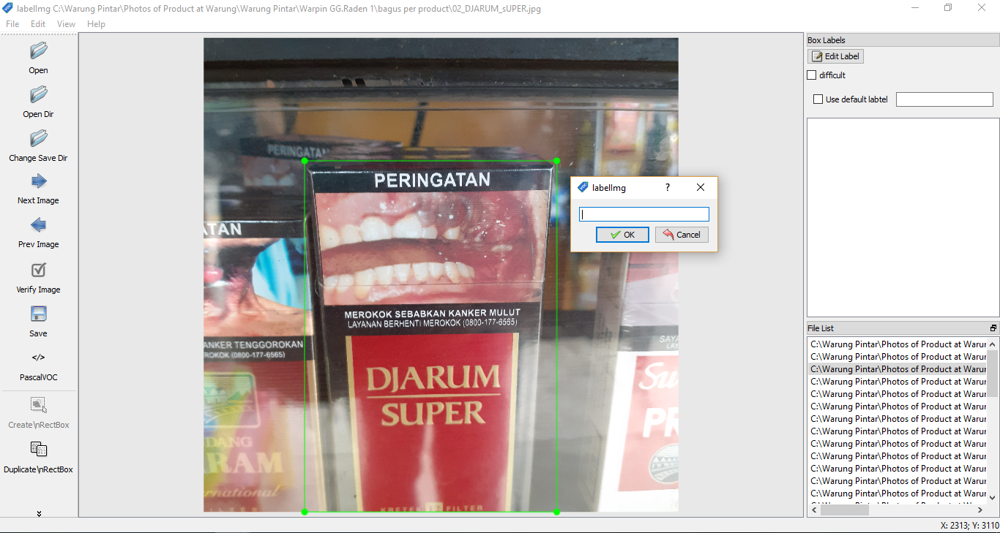 labelImg C:\Warung Pintar\Photos of Product at Warung\Warung Pintar\Warpin GG.Raden 1\bagus per product\02_DJARUM_sUPER.jpg
File Edit View Help
Open
Open Dir
Change Save Dir
Next Image
Prev Image
Verify Image
Save
</>
PascalVOC
Create\nRectBox
Duplicate\nRectBox
PERINGATAN
PERINGATAN
MEROKOK SEBABKAN KANKER MULUT
LAYANAN BERHENTI MEROKOK (0800-177-6565)
DJARUM
SUPER
KRETEK 12 FILTER
ATAN
ANKER TENGGOROKAN
ROKOK (0800-177-6565)
DANG
RAM
rnational
FILTER
SAYA
LAY
Su
PR
labelImg ?
OK Cancel
Box Labels
Edit Label
difficult
Use default labtel
File List
C:\Warung Pintar\Photos of Product at Warur
C:\Warung Pintar\Photos of Product at Warur
C:\Warung Pintar\Photos of Product at Warur
C:\Warung Pintar\Photos of Product at Warur
C:\Warung Pintar\Photos of Product at Warur
C:\Warung Pintar\Photos of Product at Warur
C:\Warung Pintar\Photos of Product at Warur
C:\Warung Pintar\Photos of Product at Warur
C:\Warung Pintar\Photos of Product at Warur
C:\Warung Pintar\Photos of Product at Warur
C:\Warung Pintar\Photos of Product at Warur
C:\Warung Pintar\Photos of Product at Warur
C:\Warung Pintar\Photos of Product at Warur
X: 2313; Y: 3110